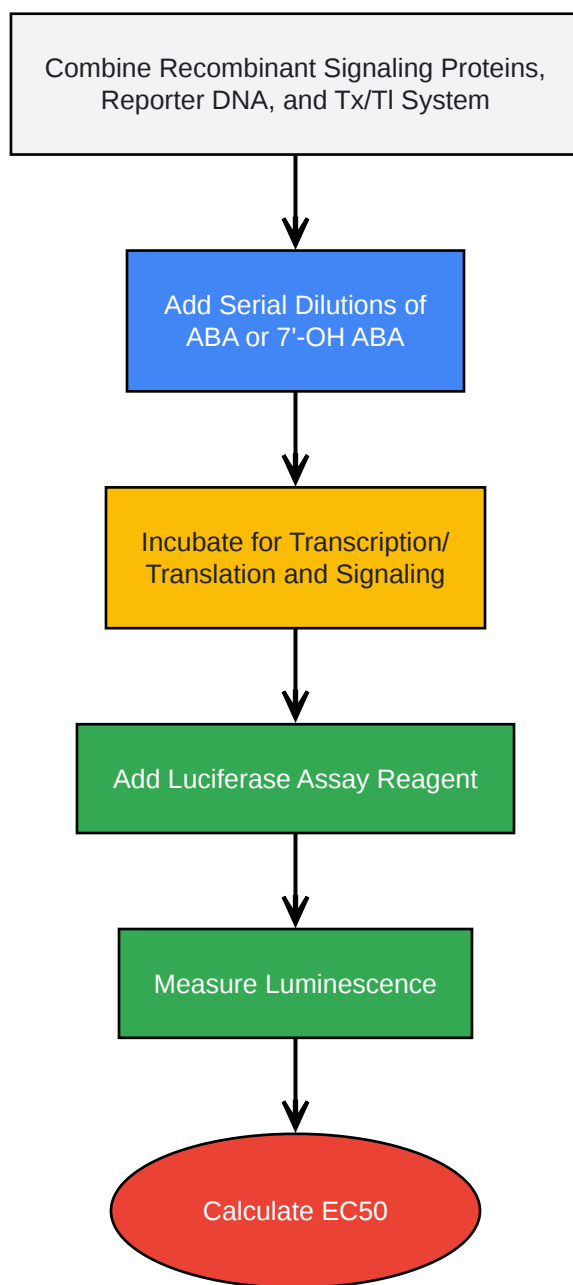 Combine Recombinant Signaling Proteins,
Reporter DNA, and Tx/Tl System
Add Serial Dilutions of
ABA or 7'-OH ABA
Incubate for Transcription/
Translation and Signaling
Add Luciferase Assay Reagent
Measure Luminescence
Calculate EC50